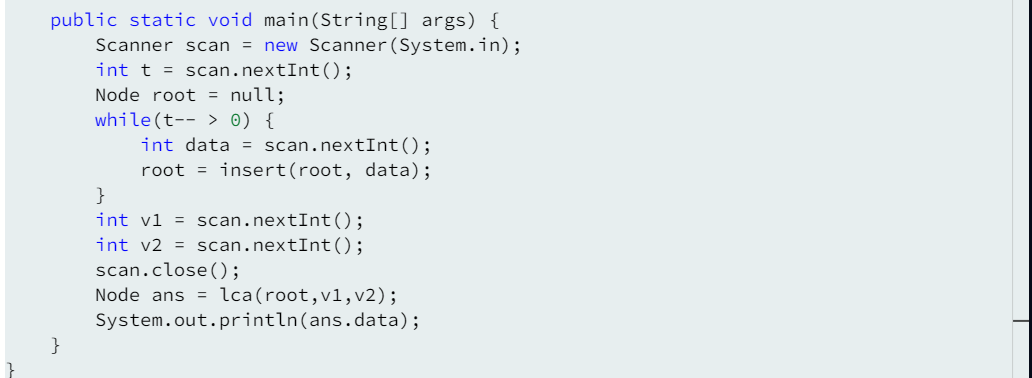 public static void main(String[] args) {
Scanner scan = new Scanner(System.in);
int t = scan.nextInt();
Node root = null;
while(t-- > 0) {
int data = scan.nextInt();
root = insert(root, data);
}
int v1 = scan.nextInt();
int v2 = scan.nextInt();
scan.close();
Node ans = lca(root,v1,v2);
System.out.println(ans.data);
}
}